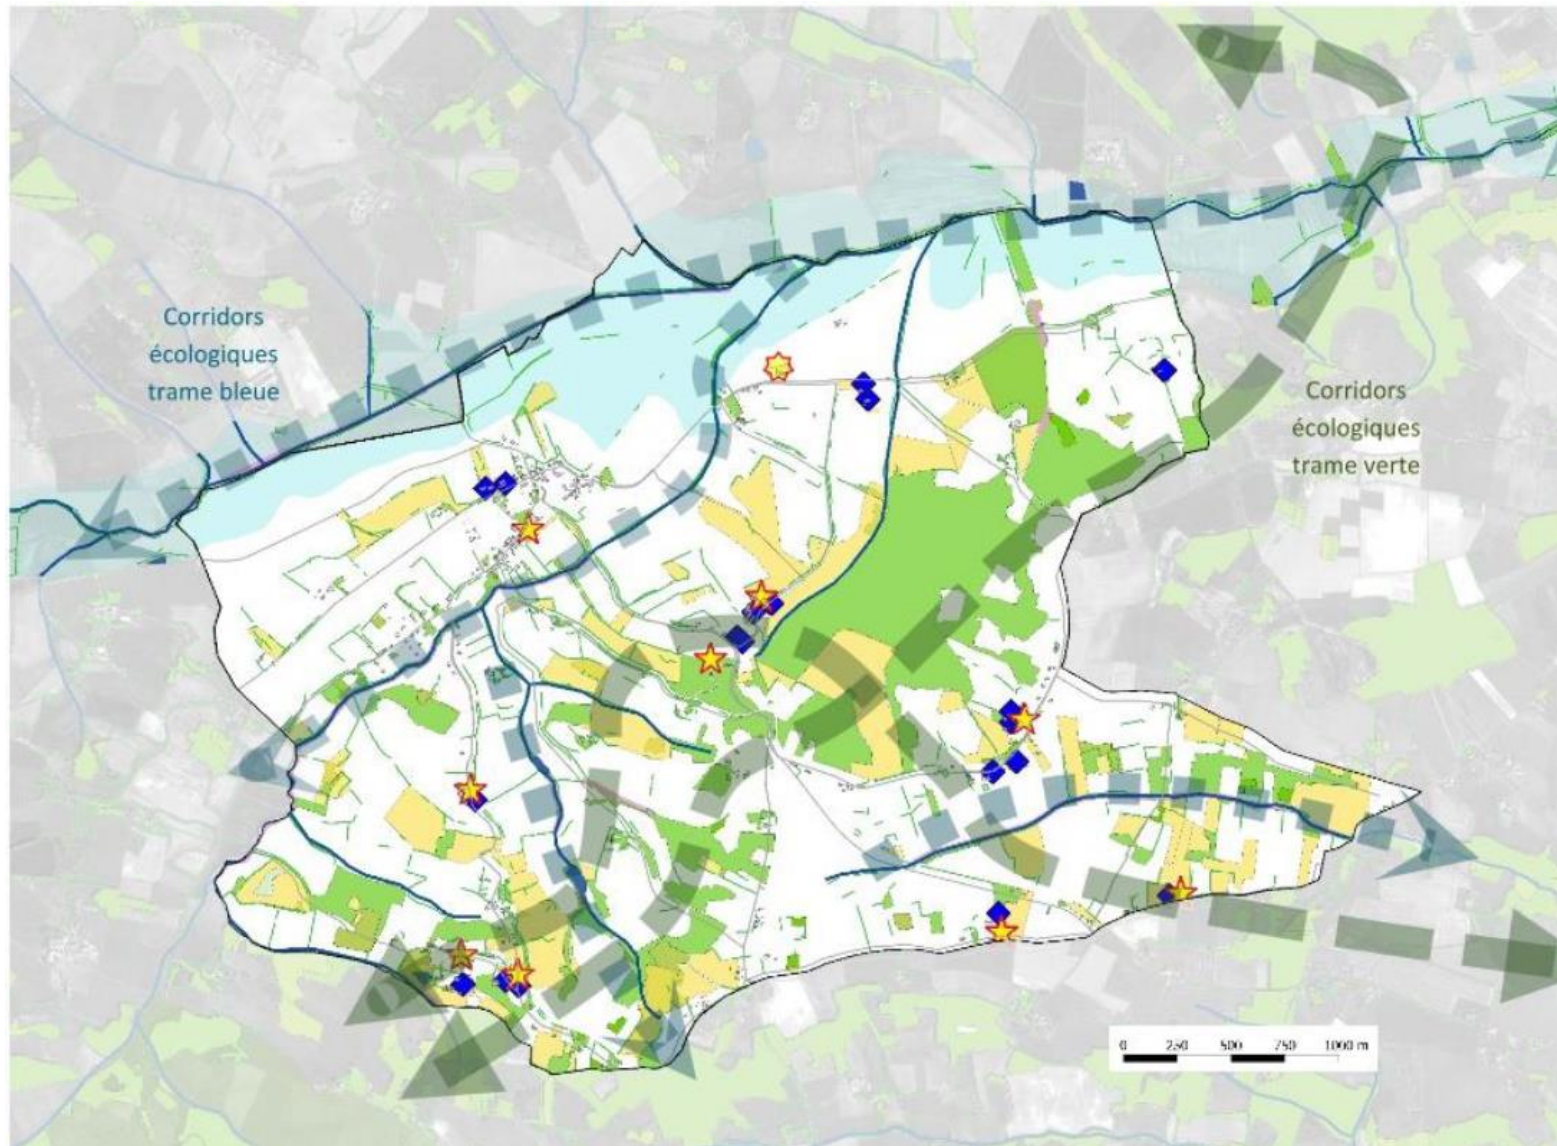 Corridors
écologiques
trame bleue
Corridors
écologiques
trame verte
0 250 500 750 1000 m